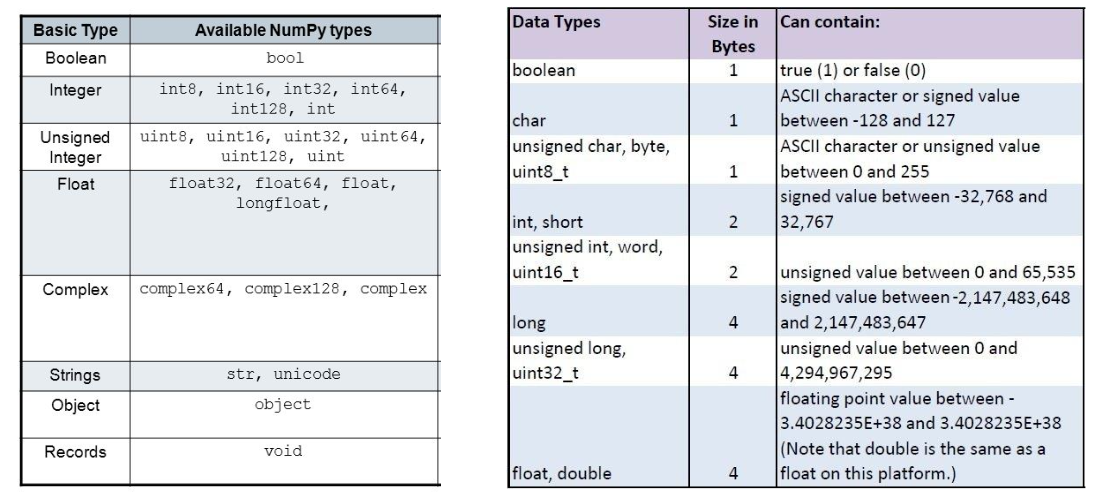 Basic Type Available NumPy types
Boolean bool
Integer int8, int16, int32, int64,
int128, int
Unsigned uint8, uint16, uint32, uint64,
Integer uint128, uint
Float float32, float64, float,
longfloat,
Complex complex64, complex128, complex
Strings str, unicode
Object object
Records void
Data Types Size in Can contain:
Bytes
boolean 1 true (1) or false (0)
ASCII character or signed value
char 1 between -128 and 127
unsigned char, byte, ASCII character or unsigned value
uint8_t 1 between 0 and 255
signed value between -32,768 and
int, short 2 32,767
unsigned int, word,
uint16_t 2 unsigned value between 0 and 65,535
signed value between -2,147,483,648
long 4 and 2,147,483,647
unsigned long, unsigned value between 0 and
uint32_t 4 4,294,967,295
floating point value between -
3.4028235E+38 and 3.4028235E+38
(Note that double is the same as a
float, double 4 float on this platform.)